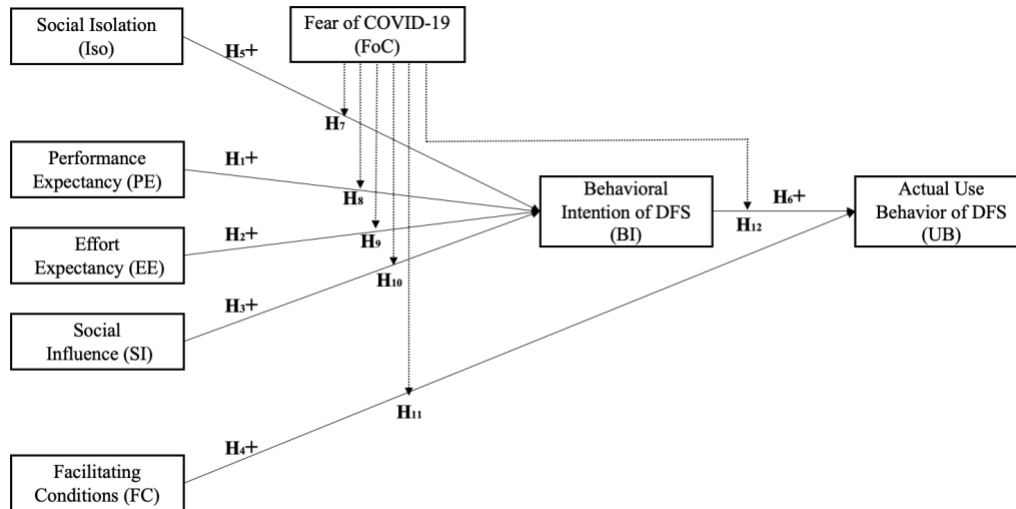 Social Isolation
(Iso)
Fear of COVID-19
(FoC)
H₅+
H₇
Performance
Expectancy (PE)
H₁+
H₈
Behavioral
Intention of DFS
(BI)
H₆+
H₁₂
Actual Use
Behavior of DFS
(UB)
Effort
Expectancy (EE)
H₂+
H₉
H₁₀
Social
Influence (SI)
H₃+
H₁₁
H₄+
Facilitating
Conditions (FC)